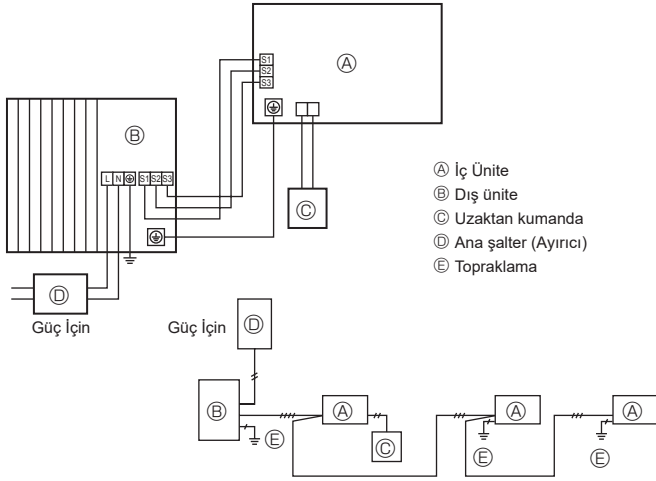 S1
S2
S3
Ⓐ
Ⓑ
L N S1 S2 S3
Ⓒ
Ⓓ
Güç İçin
Ⓐ İç Ünite
Ⓑ Dış ünite
Ⓒ Uzaktan kumanda
Ⓓ Ana şalter (Ayırıcı)
Ⓔ Topraklama
Güç İçin Ⓓ
Ⓑ Ⓐ Ⓐ Ⓐ
Ⓔ Ⓒ Ⓔ Ⓔ